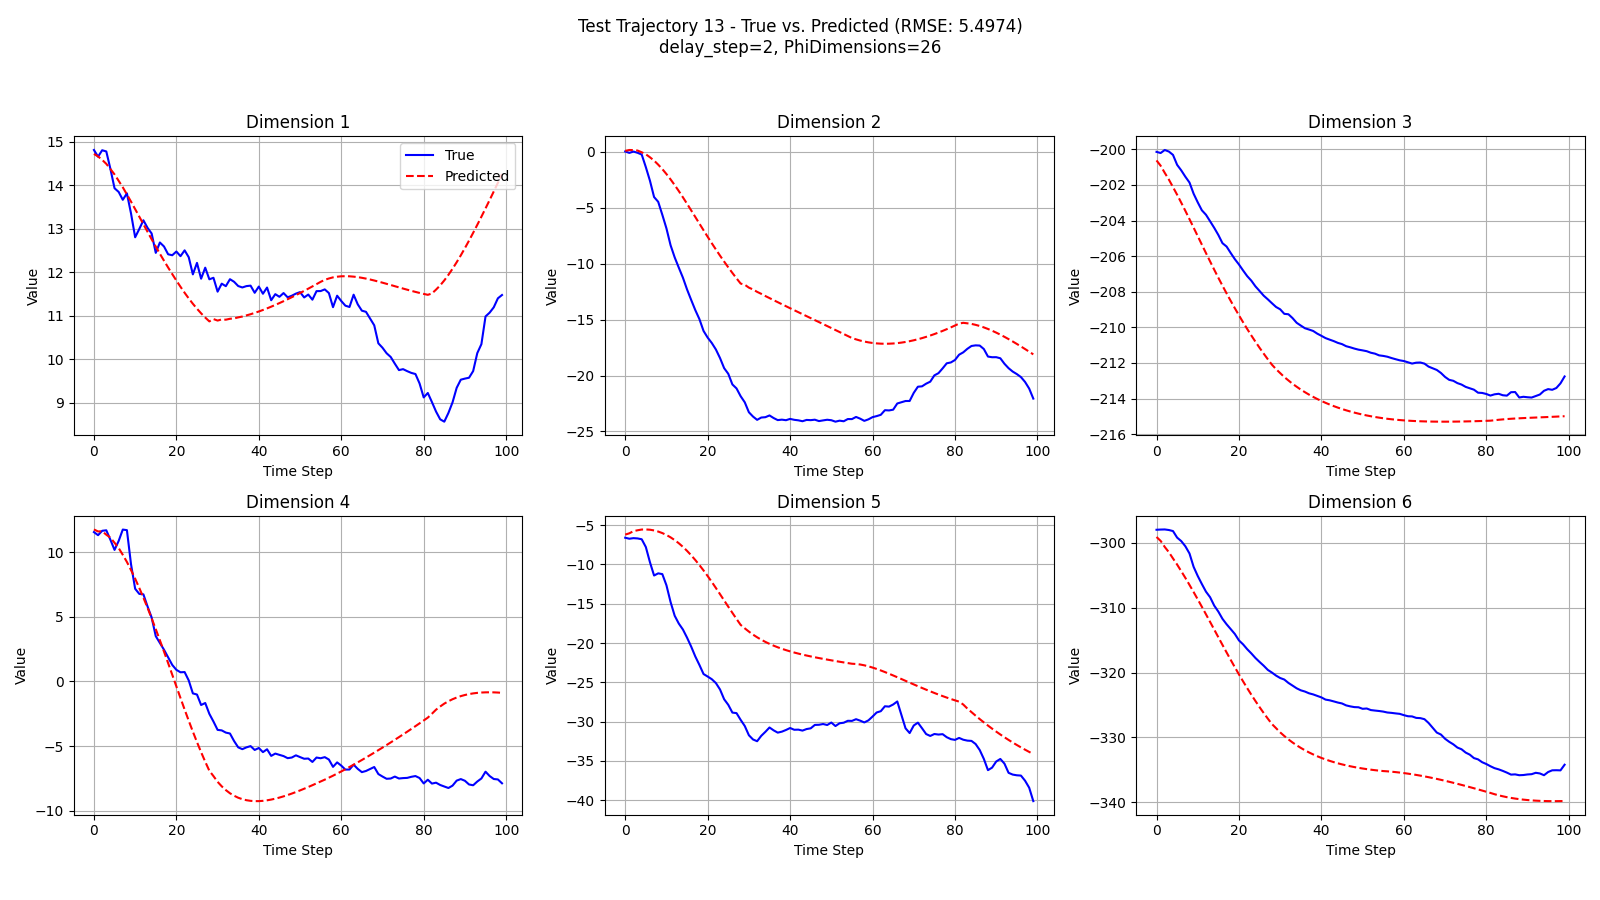 Test Trajectory 13 - True vs. Predicted (RMSE: 5.4974)
delay_step=2, PhiDimensions=26
Dimension 1
15
14
13
12
11
10
9
Value
0 20 40 60 80 100
Time Step
True
Predicted
Dimension 2
0
−5
−10
−15
−20
−25
Value
0 20 40 60 80 100
Time Step
Dimension 3
−200
−202
−204
−206
−208
−210
−212
−214
−216
Value
0 20 40 60 80 100
Time Step
Dimension 4
10
5
0
−5
−10
Value
0 20 40 60 80 100
Time Step
Dimension 5
−5
−10
−15
−20
−25
−30
−35
−40
Value
0 20 40 60 80 100
Time Step
Dimension 6
−300
−310
−320
−330
−340
Value
0 20 40 60 80 100
Time Step